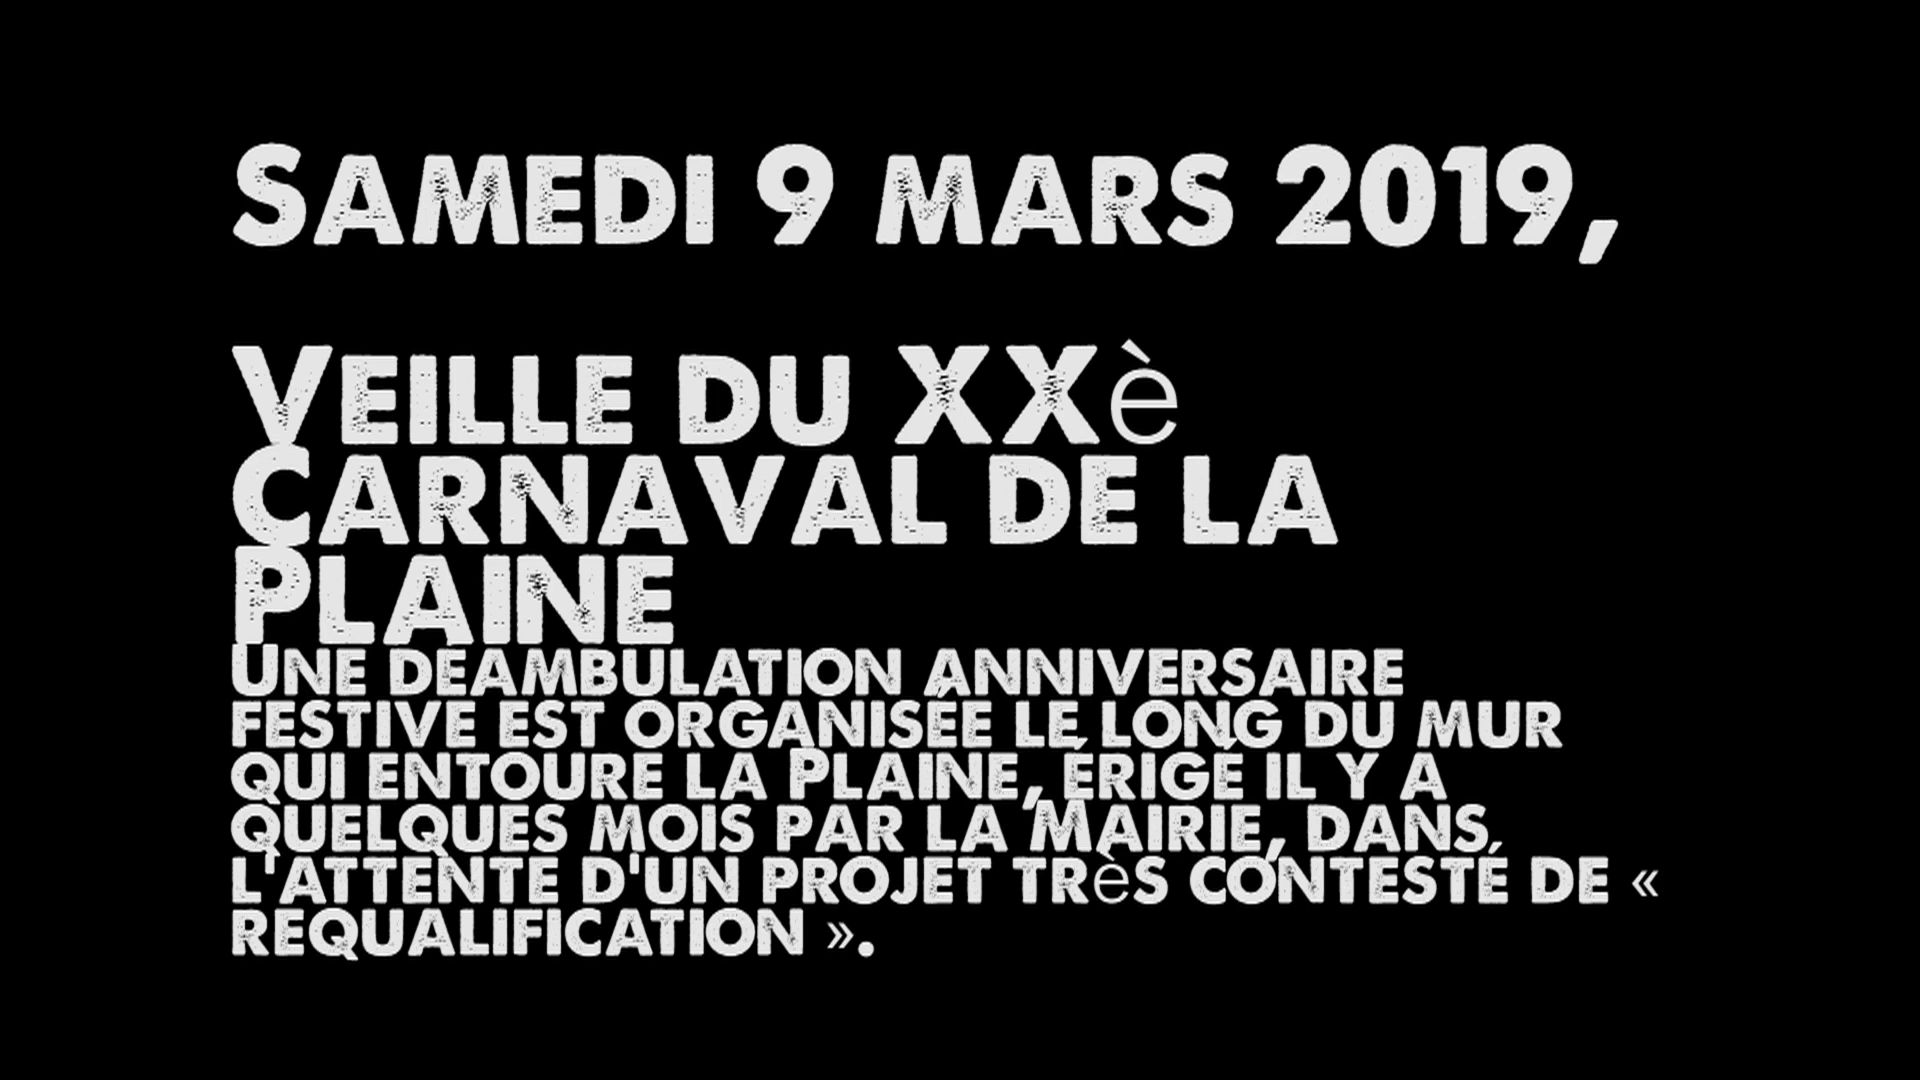 Samedi 9 mars 2019,
Veille du XXè
Carnaval de la
Plaine
Une déambulation anniversaire
festive est organisée le long du mur
qui entoure la Plaine, érigé il y a
quelques mois par la Mairie, dans
l'attente d'un projet très contesté de «
requalification ».